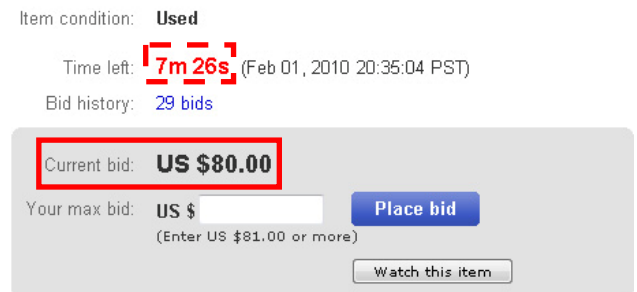 Item condition: Used
Time left: 7m 26s (Feb 01, 2010 20:35:04 PST)
Bid history: 29 bids
Current bid: US $80.00
Your max bid: US $ Place bid
(Enter US $81.00 or more)
Watch this item